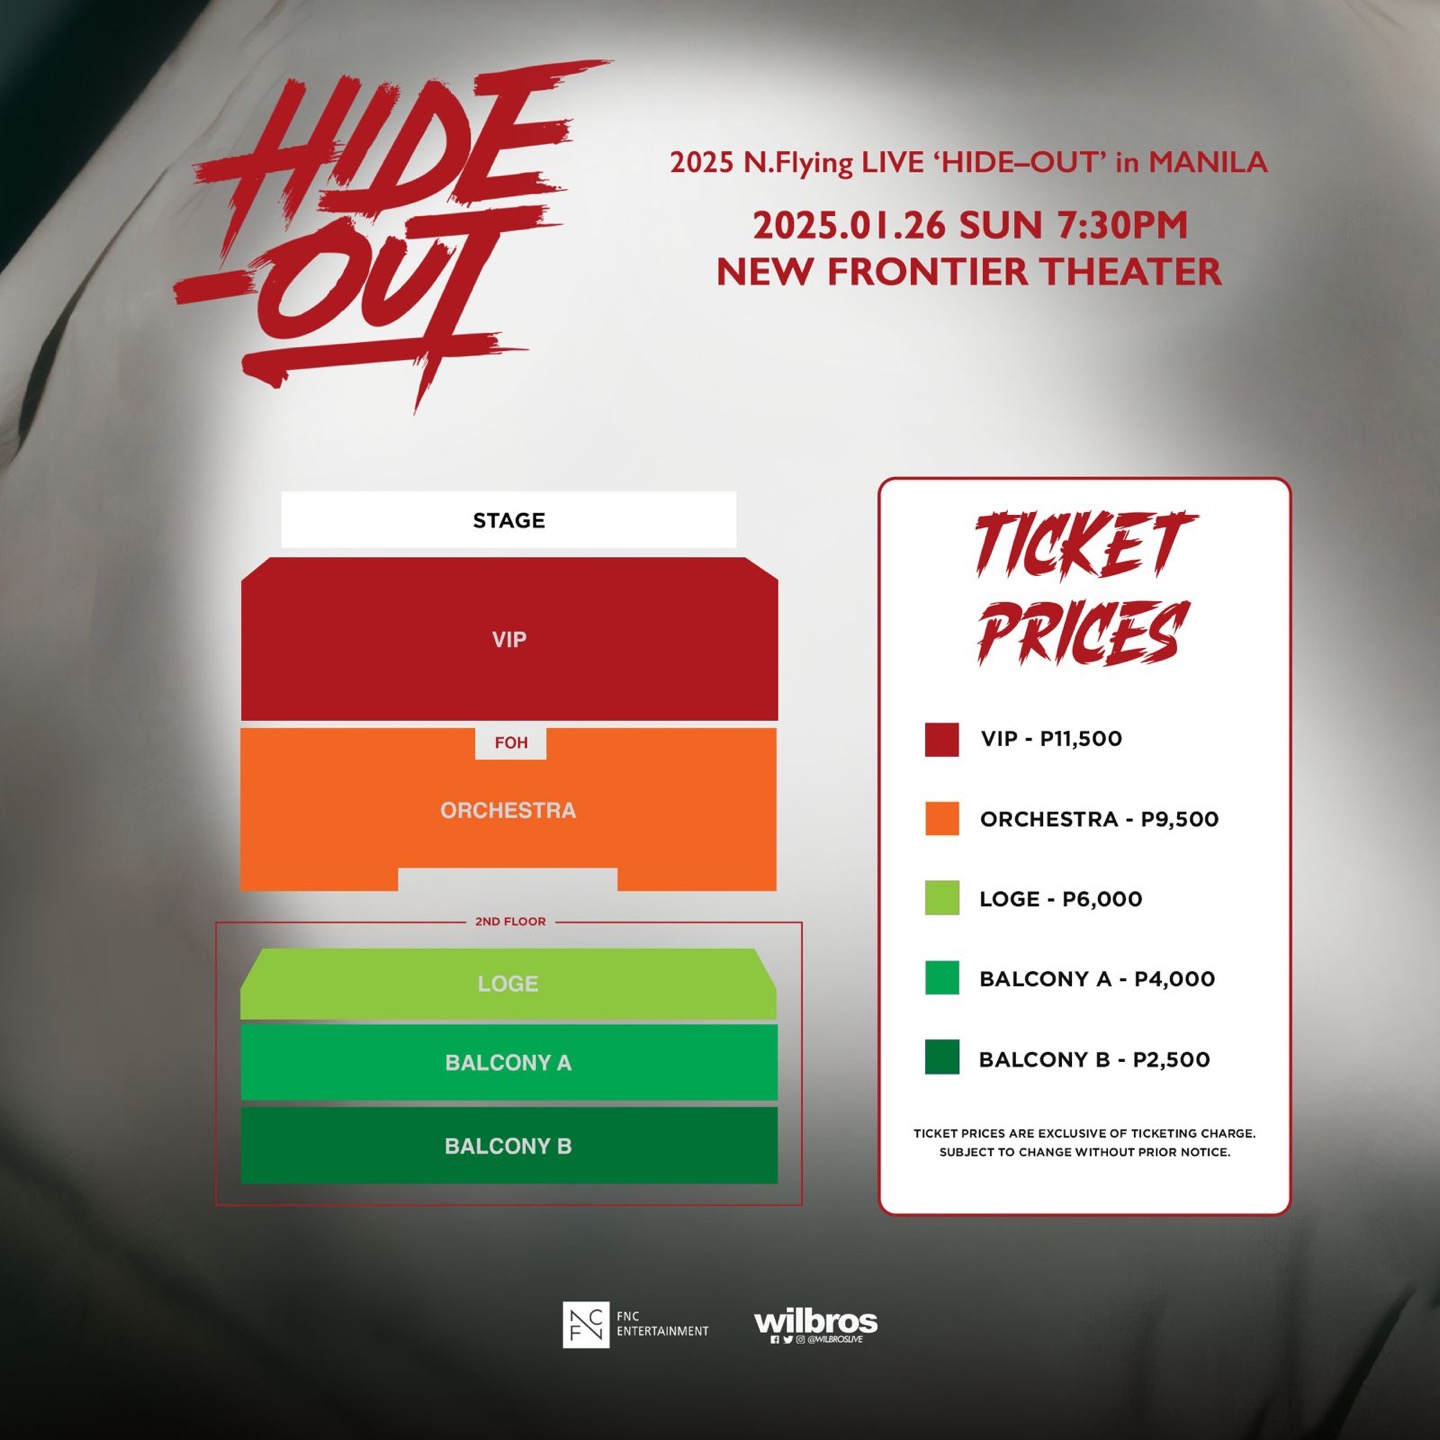 HIDE
-OUT
2025 N.Flying LIVE ‘HIDE–OUT’ in MANILA
2025.01.26 SUN 7:30PM
NEW FRONTIER THEATER
STAGE
VIP
FOH
ORCHESTRA
2ND FLOOR
LOGE
BALCONY A
BALCONY B
TICKET
PRICES
VIP - P11,500
ORCHESTRA - P9,500
LOGE - P6,000
BALCONY A - P4,000
BALCONY B - P2,500
TICKET PRICES ARE EXCLUSIVE OF TICKETING CHARGE.
SUBJECT TO CHANGE WITHOUT PRIOR NOTICE.
NC
FN
FNC
ENTERTAINMENT
wilbros
@WILBROSLIVE